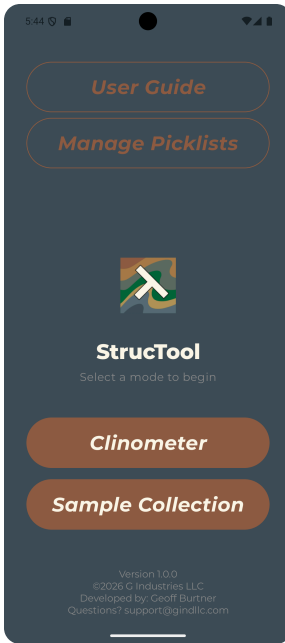 5:44
User Guide
Manage Picklists
StrucTool
Select a mode to begin
Clinometer
Sample Collection
Version 1.0.0
©2026 G Industries LLC
Developed by: Geoff Burtner
Questions? support@gindllc.com